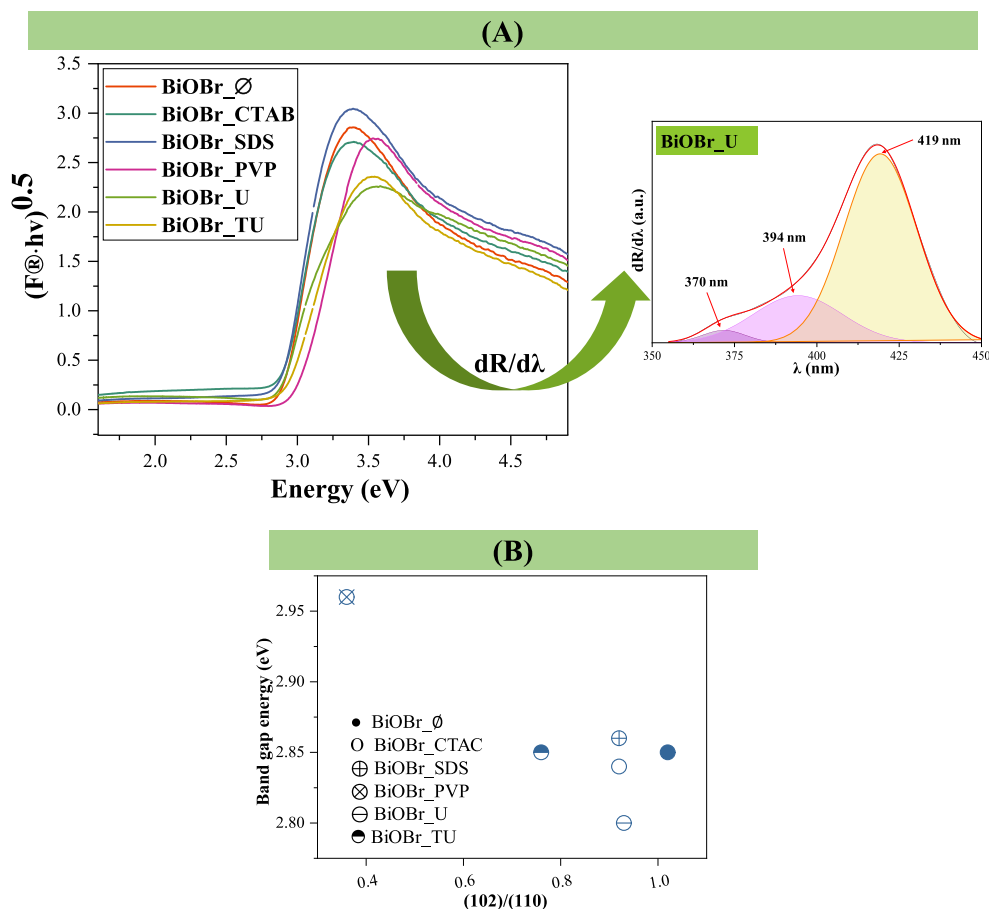 (A)
(F®·hν)0.5
3.5
3.0
2.5
2.0
1.5
1.0
0.5
0.0
BiOBr_∅
BiOBr_CTAB
BiOBr_SDS
BiOBr_PVP
BiOBr_U
BiOBr_TU
2.0 2.5 3.0 3.5 4.0 4.5
Energy (eV)
dR/dλ
BiOBr_U
419 nm
394 nm
370 nm
dR/dλ (a.u.)
350 375 400 425 450
λ (nm)
(B)
Band gap energy (eV)
2.95
2.90
2.85
2.80
BiOBr_∅
BiOBr_CTAC
BiOBr_SDS
BiOBr_PVP
BiOBr_U
BiOBr_TU
0.4 0.6 0.8 1.0
(102)/(110)